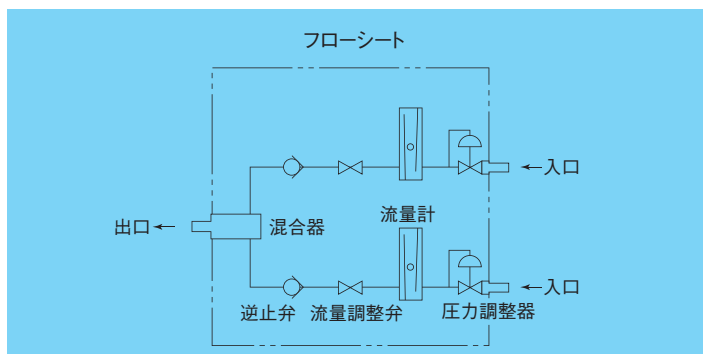 フローシート
入口
流量計
混合器
出口
入口
逆止弁
流量調整弁
圧力調整器